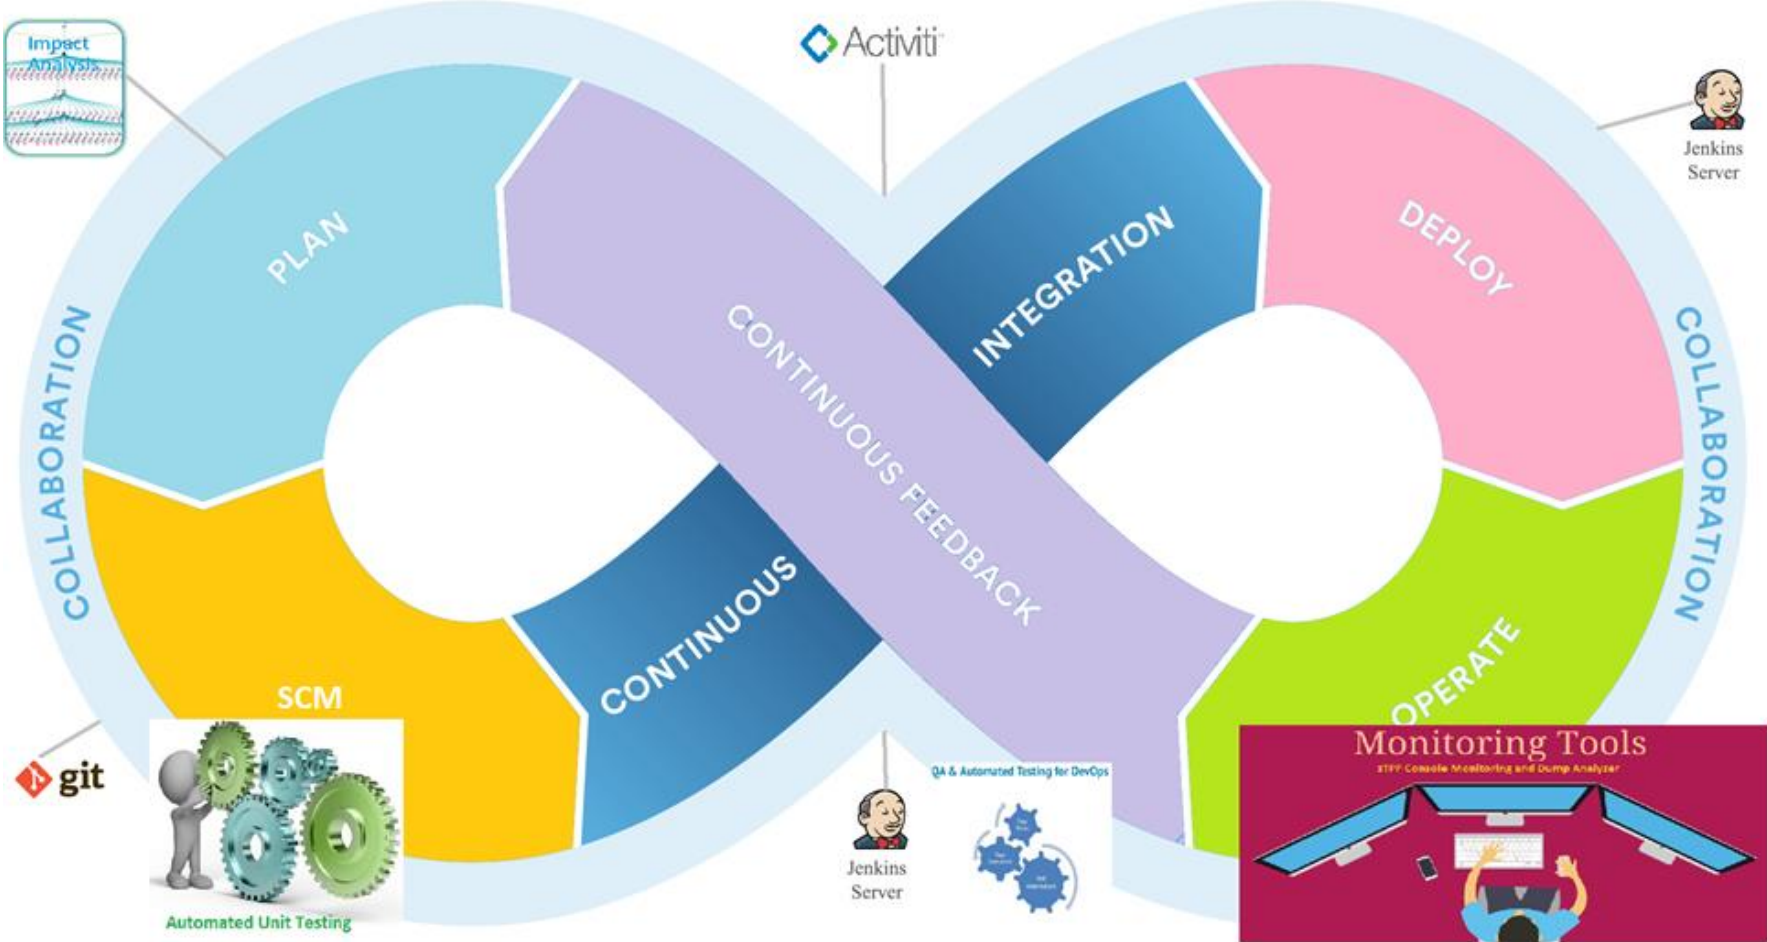 Impact
Analysis
Activiti
Jenkins
Server
PLAN
CONTINUOUS FEEDBACK
INTEGRATION
DEPLOY
COLLABORATION
COLLABORATION
SCM
CONTINUOUS
OPERATE
git
Automated Unit Testing
Jenkins
Server
QA & Automated Testing for DevOps
Monitoring Tools
zTPF Console Monitoring and Dump Analyzer